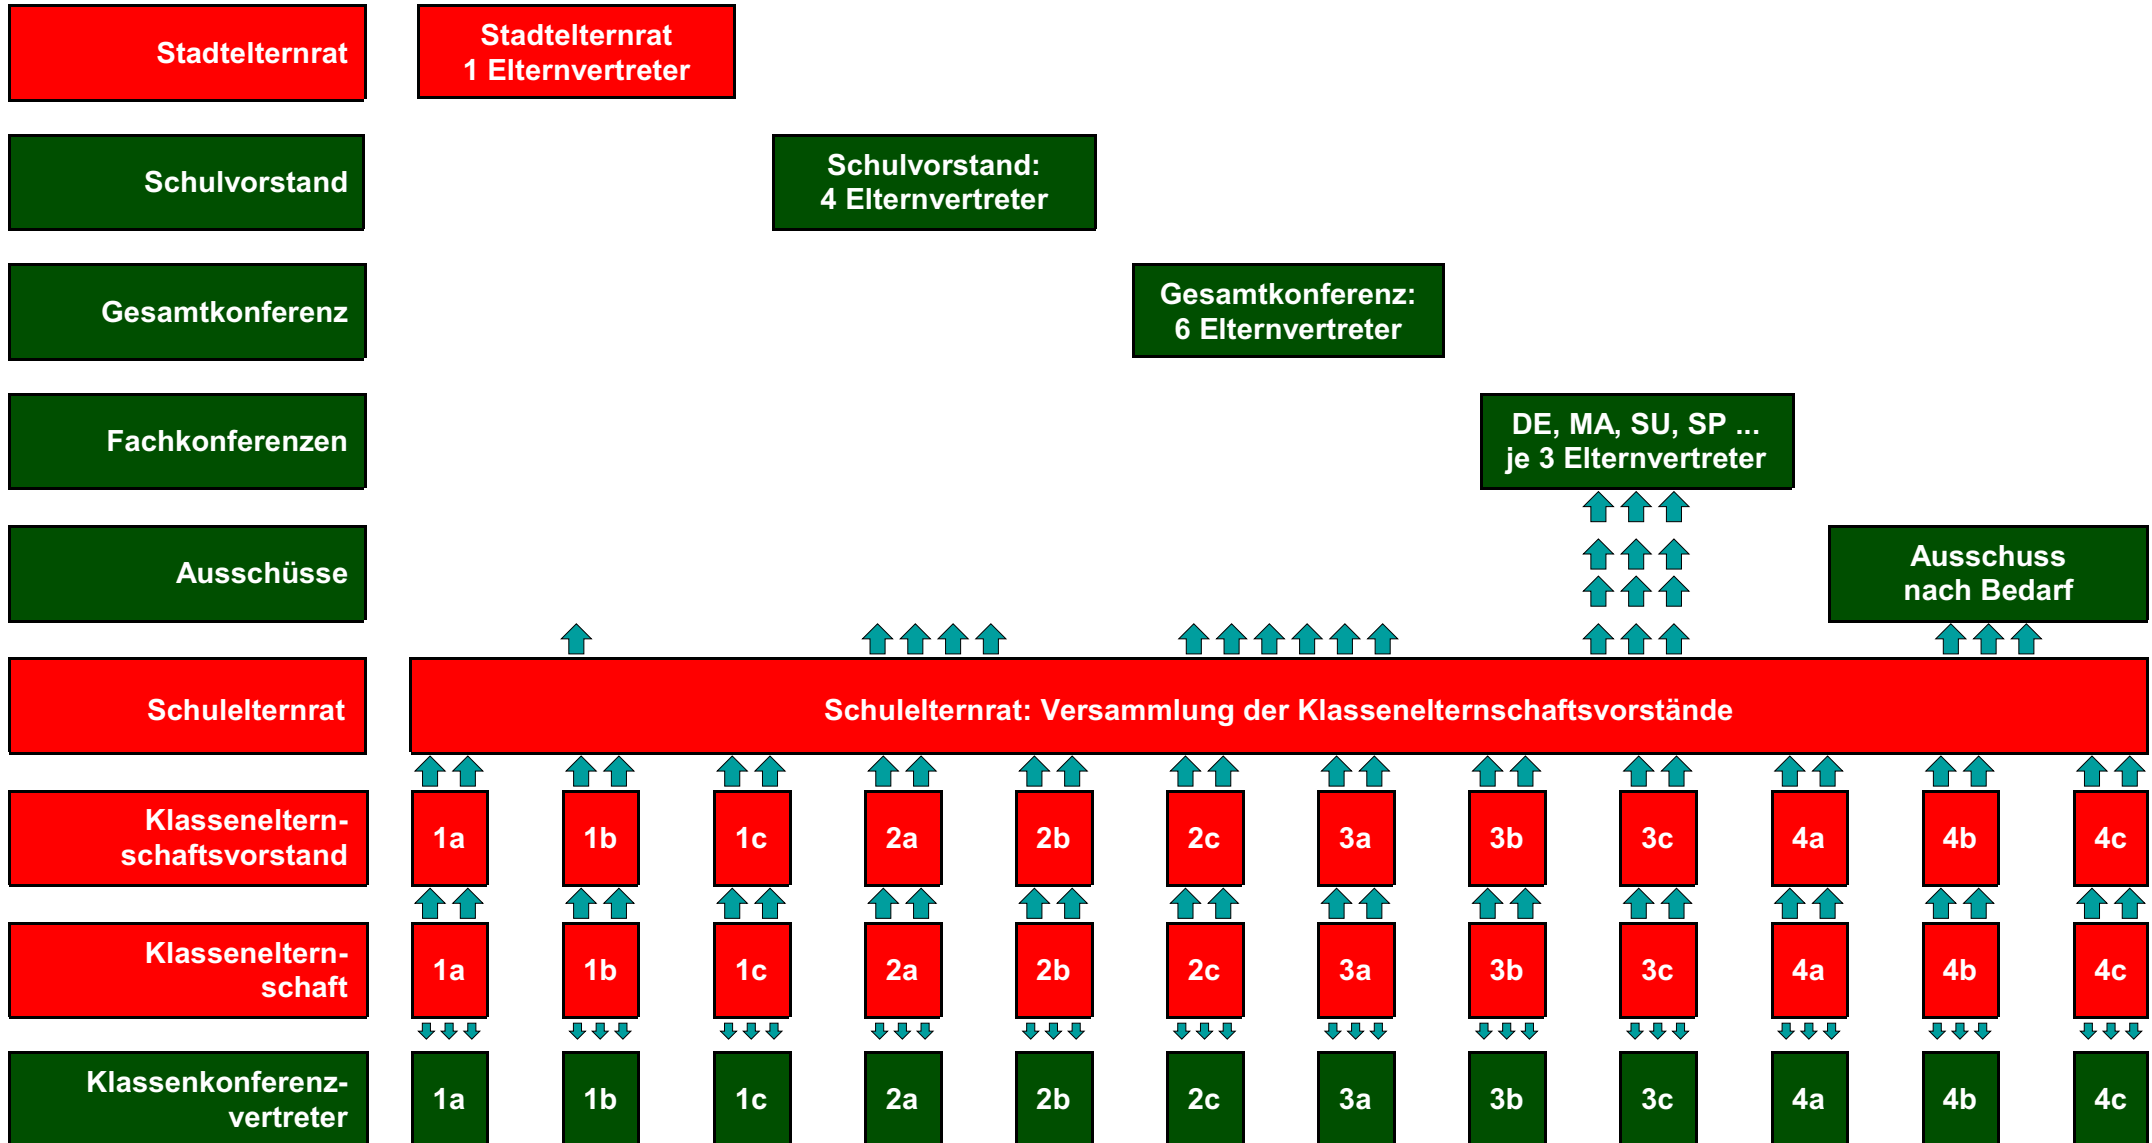 Stadtelternrat
Stadtelternrat
1 Elternvertreter
Schulvorstand
Schulvorstand:
4 Elternvertreter
Gesamtkonferenz
Gesamtkonferenz:
6 Elternvertreter
Fachkonferenzen
DE, MA, SU, SP ...
je 3 Elternvertreter
Ausschüsse
Ausschuss
nach Bedarf
Schulelternrat
Schulelternrat: Versammlung der Klassenelternschaftsvorstände
Klasseneltern-
schaftsvorstand
1a 1b 1c 2a 2b 2c 3a 3b 3c 4a 4b 4c
Klasseneltern-
schaft
1a 1b 1c 2a 2b 2c 3a 3b 3c 4a 4b 4c
Klassenkonferenz-
vertreter
1a 1b 1c 2a 2b 2c 3a 3b 3c 4a 4b 4c